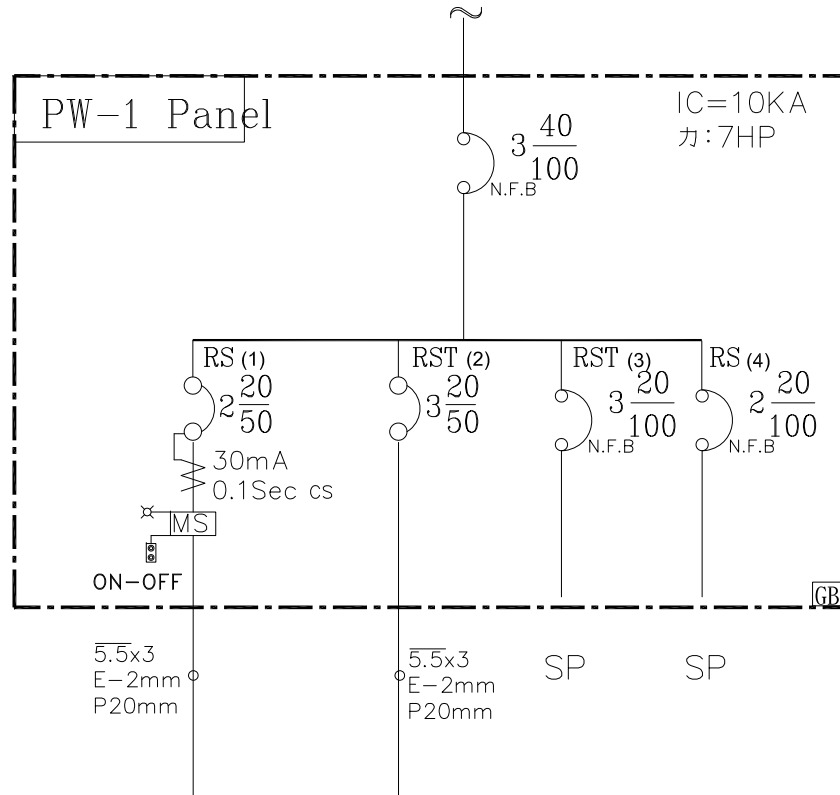 PW-1 Panel
IC=10KA
力:7HP
3 40/100
N.F.B
RS (1)
2 20/50
30mA
0.1Sec cs
MS
ON-OFF
RST (2)
3 20/50
RST (3)
3 20/100
N.F.B
RS (4)
2 20/100
N.F.B
GB
5.5x3
E-2mm
P20mm
5.5x3
E-2mm
P20mm
SP
SP